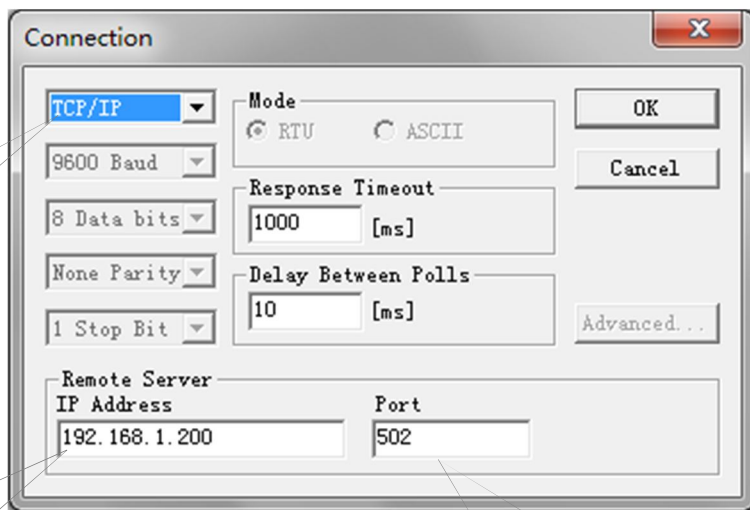 Connection
TCP/IP
9600 Baud
8 Data bits
None Parity
1 Stop Bit
Mode
RTU ASCII
Response Timeout
1000 [ms]
Delay Between Polls
10 [ms]
OK
Cancel
Advanced...
Remote Server
IP Address Port
192.168.1.200 502